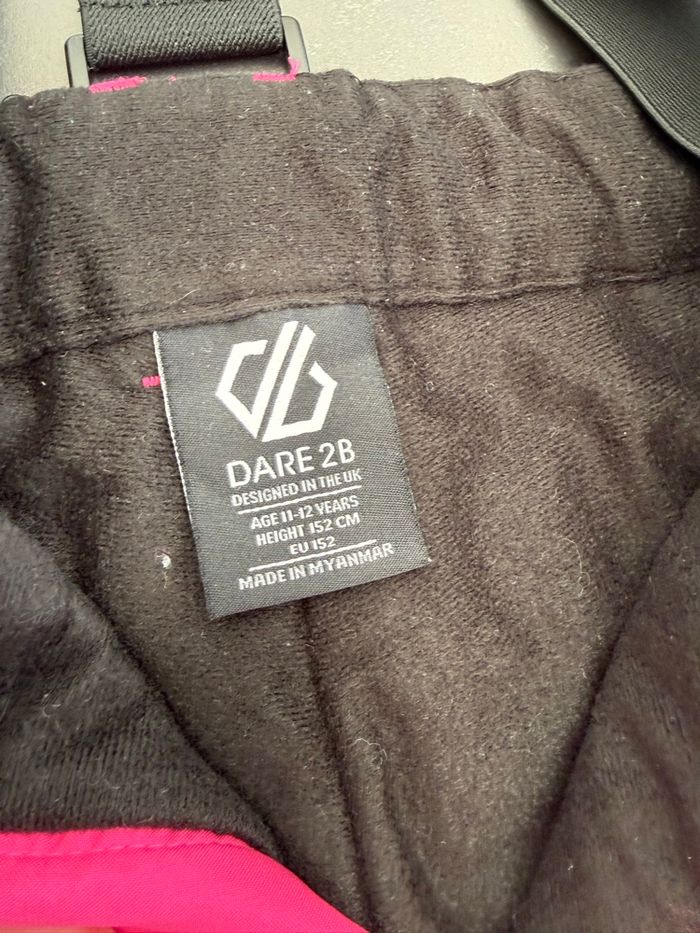 DARE 2B
DESIGNED IN THE UK
AGE 11-12 YEARS
HEIGHT 152 CM
EU 152
MADE IN MYANMAR